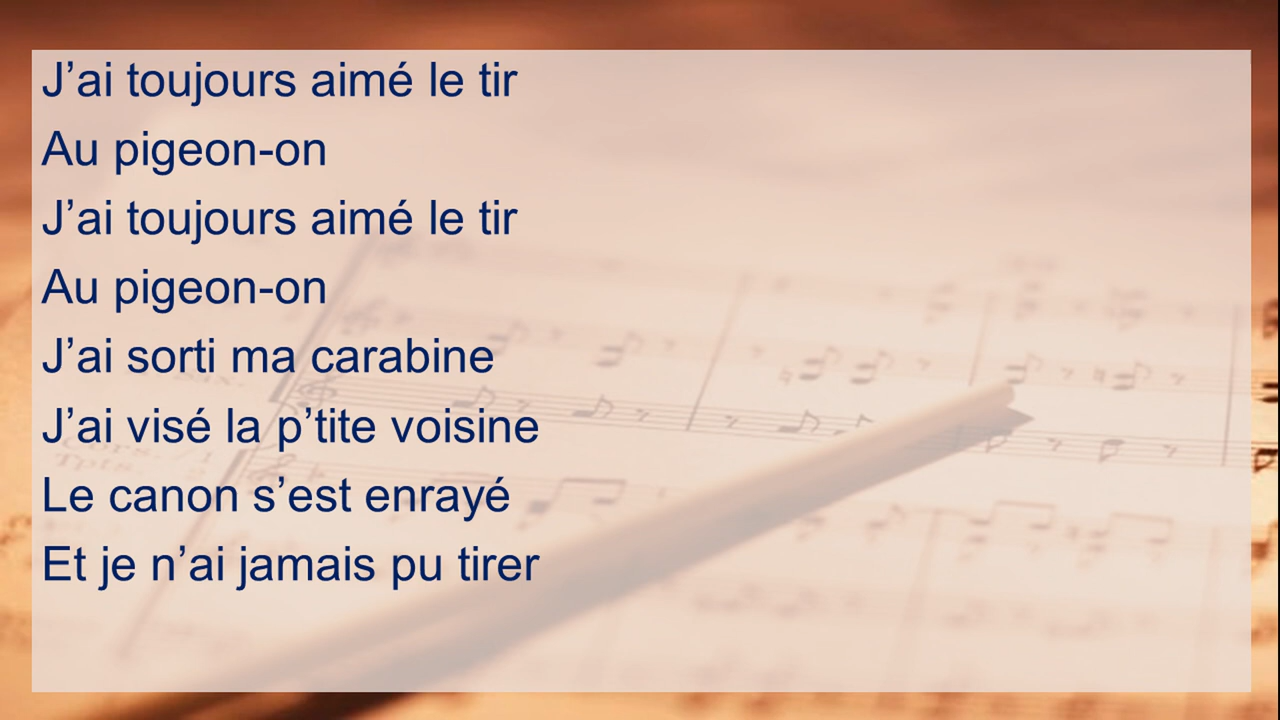 J’ai toujours aimé le tir
Au pigeon-on
J’ai toujours aimé le tir
Au pigeon-on
J’ai sorti ma carabine
J’ai visé la p’tite voisine
Le canon s’est enrayé
Et je n’ai jamais pu tirer